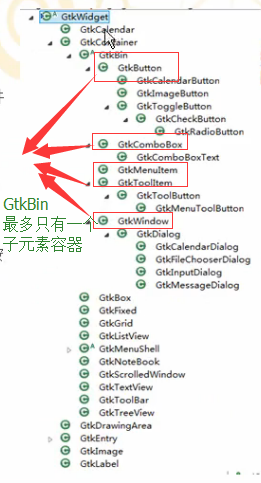 GtkWidget
GtkCalendar
GtkContainer
GtkBin
GtkButton
GtkCalendarButton
GtkImageButton
GtkToggleButton
GtkCheckButton
GtkRadioButton
GtkComboBox
GtkComboBoxText
GtkMenuItem
GtkToolItem
GtkToolButton
GtkMenuToolButton
GtkWindow
GtkDialog
GtkCalendarDialog
GtkFileChooserDialog
GtkInputDialog
GtkMessageDialog
GtkBin
最多只有一个
子元素容器
GtkBox
GtkFixed
GtkGrid
GtkListView
GtkMenuShell
GtkNoteBook
GtkScrolledWindow
GtkTextView
GtkToolBar
GtkTreeView
GtkDrawingArea
GtkEntry
GtkImage
GtkLabel